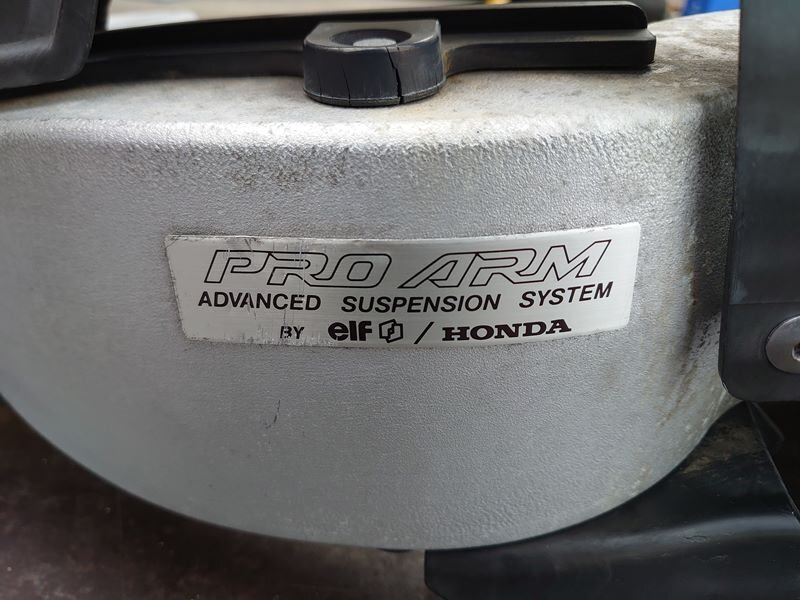 PRO ARM
ADVANCED SUSPENSION SYSTEM
BY elf / HONDA